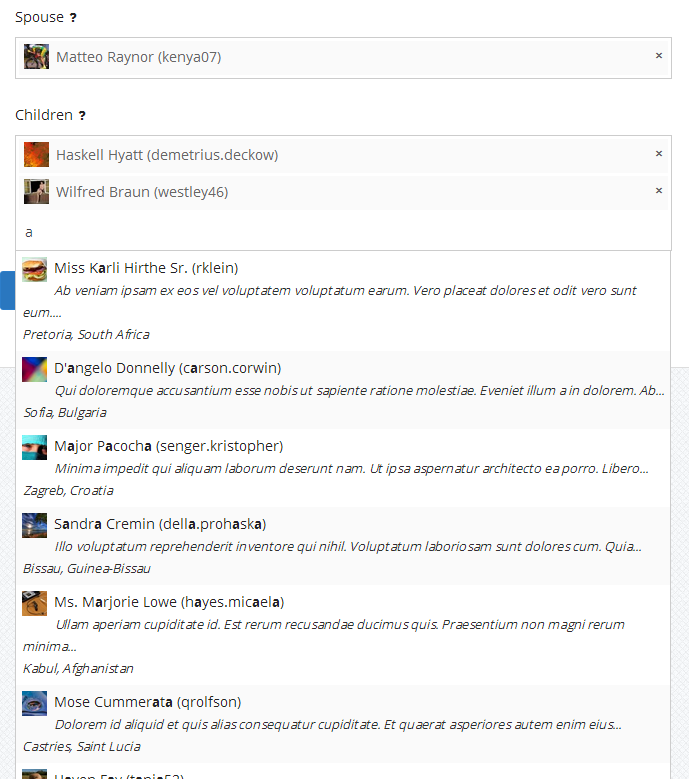 Spouse ?
Matteo Raynor (kenya07) ×
Children ?
Haskell Hyatt (demetrius.deckow) ×
Wilfred Braun (westley46) ×
a
Miss Karli Hirthe Sr. (rklein)
Ab veniam ipsam ex eos vel voluptatem voluptatum earum. Vero placeat dolores et odit vero sunt
eum....
Pretoria, South Africa
D'angelo Donnelly (carson.corwin)
Qui doloremque accusantium esse nobis ut sapiente ratione molestiae. Eveniet illum a in dolorem. Ab...
Sofia, Bulgaria
Major Pacocha (senger.kristopher)
Minima impedit qui aliquam laborum deserunt nam. Ut ipsa aspernatur architecto ea porro. Libero...
Zagreb, Croatia
Sandra Cremin (della.prohaska)
Illo voluptatum reprehenderit inventore qui nihil. Voluptatum laboriosam sunt dolores cum. Quia...
Bissau, Guinea-Bissau
Ms. Marjorie Lowe (hayes.micaela)
Ullam aperiam cupiditate id. Est rerum recusandae ducimus quis. Praesentium non magni rerum
minima...
Kabul, Afghanistan
Mose Cummerata (qrolfson)
Dolorem id aliquid et quis alias consequatur cupiditate. Et quaerat asperiores autem enim eius...
Castries, Saint Lucia